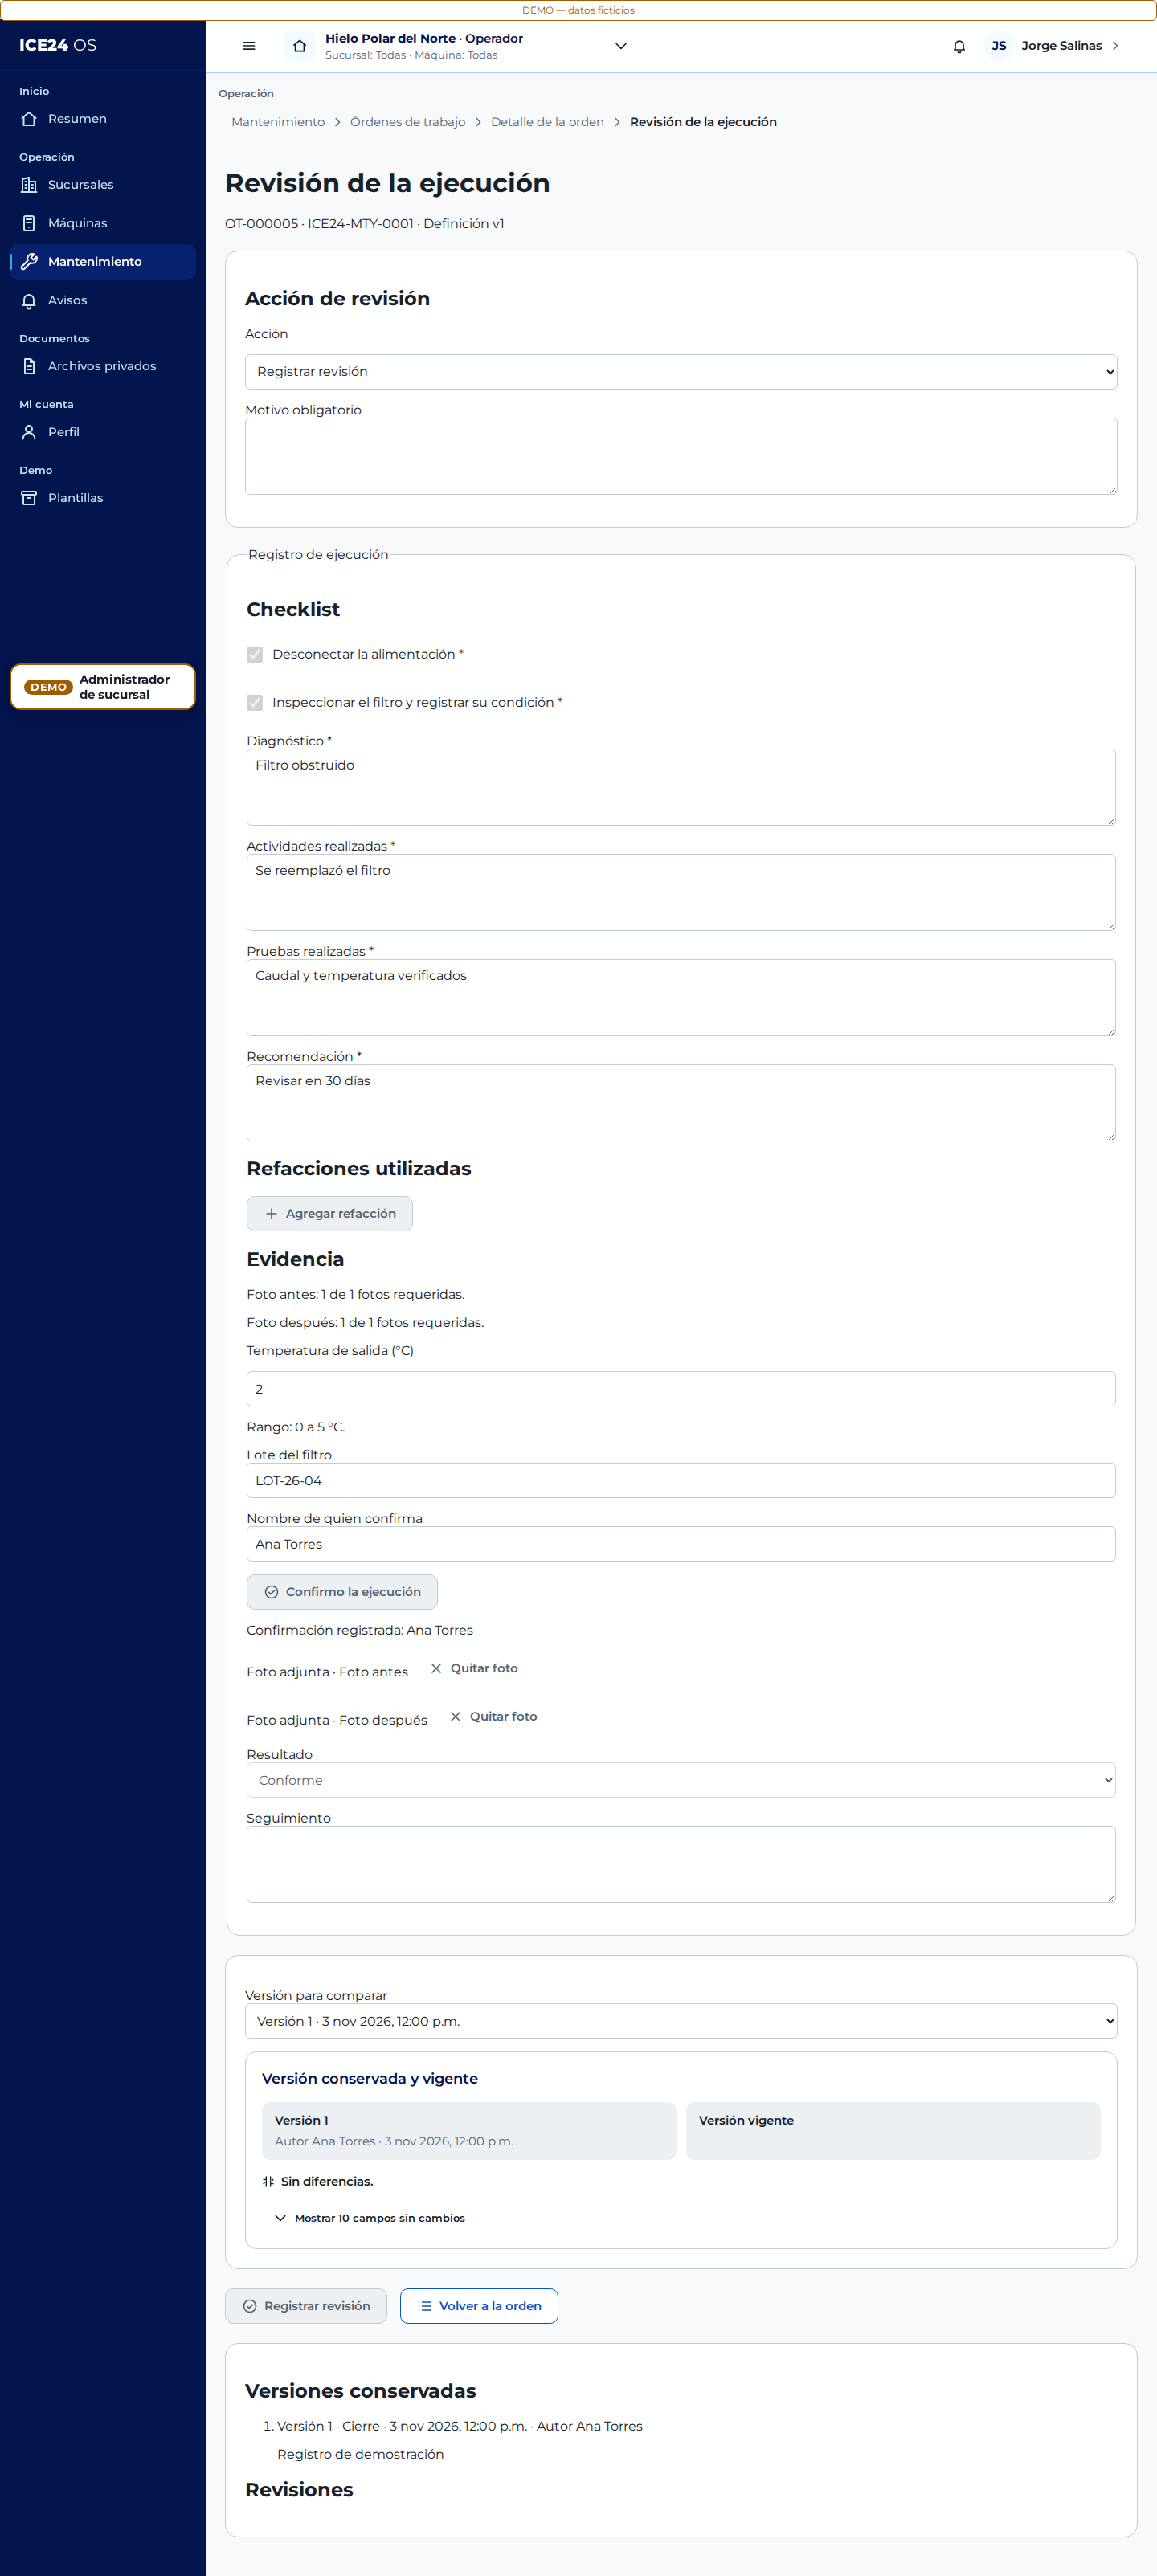 DEMO — datos ficticios
ICE24 OS
Inicio
Resumen
Operación
Sucursales
Máquinas
Mantenimiento
Avisos
Documentos
Archivos privados
Mi cuenta
Perfil
Demo
Plantillas
DEMO
Administrador
de sucursal
Hielo Polar del Norte · Operador
Sucursal: Todas · Máquina: Todas
JS
Jorge Salinas
Operación
Mantenimiento
Órdenes de trabajo
Detalle de la orden
Revisión de la ejecución
Revisión de la ejecución
OT-000005 · ICE24-MTY-0001 · Definición v1
Acción de revisión
Acción
Registrar revisión
Motivo obligatorio
Registro de ejecución
Checklist
Desconectar la alimentación *
Inspeccionar el filtro y registrar su condición *
Diagnóstico *
Filtro obstruido
Actividades realizadas *
Se reemplazó el filtro
Pruebas realizadas *
Caudal y temperatura verificados
Recomendación *
Revisar en 30 días
Refacciones utilizadas
Agregar refacción
Evidencia
Foto antes: 1 de 1 fotos requeridas.
Foto después: 1 de 1 fotos requeridas.
Temperatura de salida (°C)
2
Rango: 0 a 5 °C.
Lote del filtro
LOT-26-04
Nombre de quien confirma
Ana Torres
Confirmo la ejecución
Confirmación registrada: Ana Torres
Foto adjunta · Foto antes
Quitar foto
Foto adjunta · Foto después
Quitar foto
Resultado
Conforme
Seguimiento
Versión para comparar
Versión 1 · 3 nov 2026, 12:00 p.m.
Versión conservada y vigente
Versión 1
Autor Ana Torres · 3 nov 2026, 12:00 p.m.
Versión vigente
Sin diferencias.
Mostrar 10 campos sin cambios
Registrar revisión
Volver a la orden
Versiones conservadas
1. Versión 1 · Cierre · 3 nov 2026, 12:00 p.m. · Autor Ana Torres
Registro de demostración
Revisiones